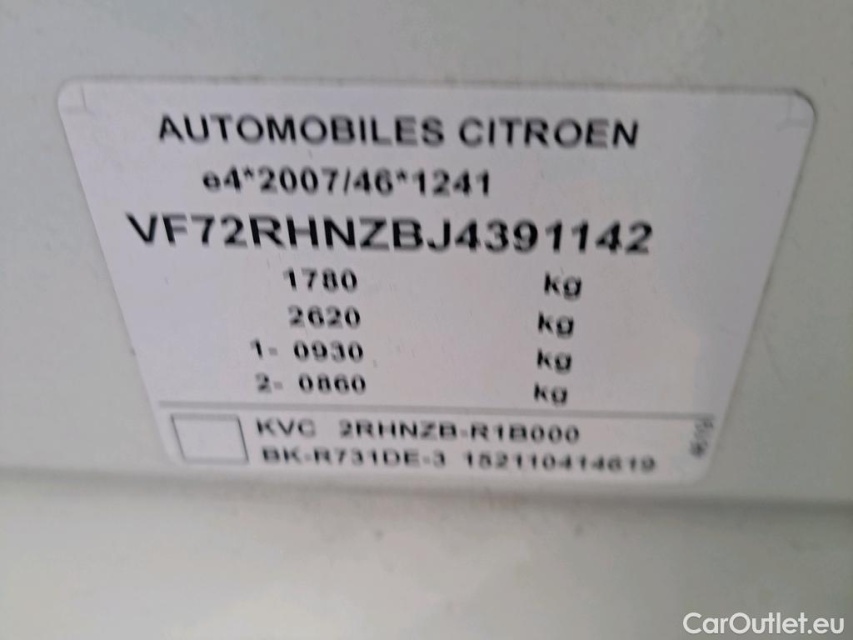 AUTOMOBILES CITROEN
e4*2007/46*1241
VF72RHNZBJ4391142
1780 kg
2620 kg
1- 0930 kg
2- 0860 kg
KVC 2RHNZB-R1B000
BK-R731DE-3 152110414619
CarOutlet.eu